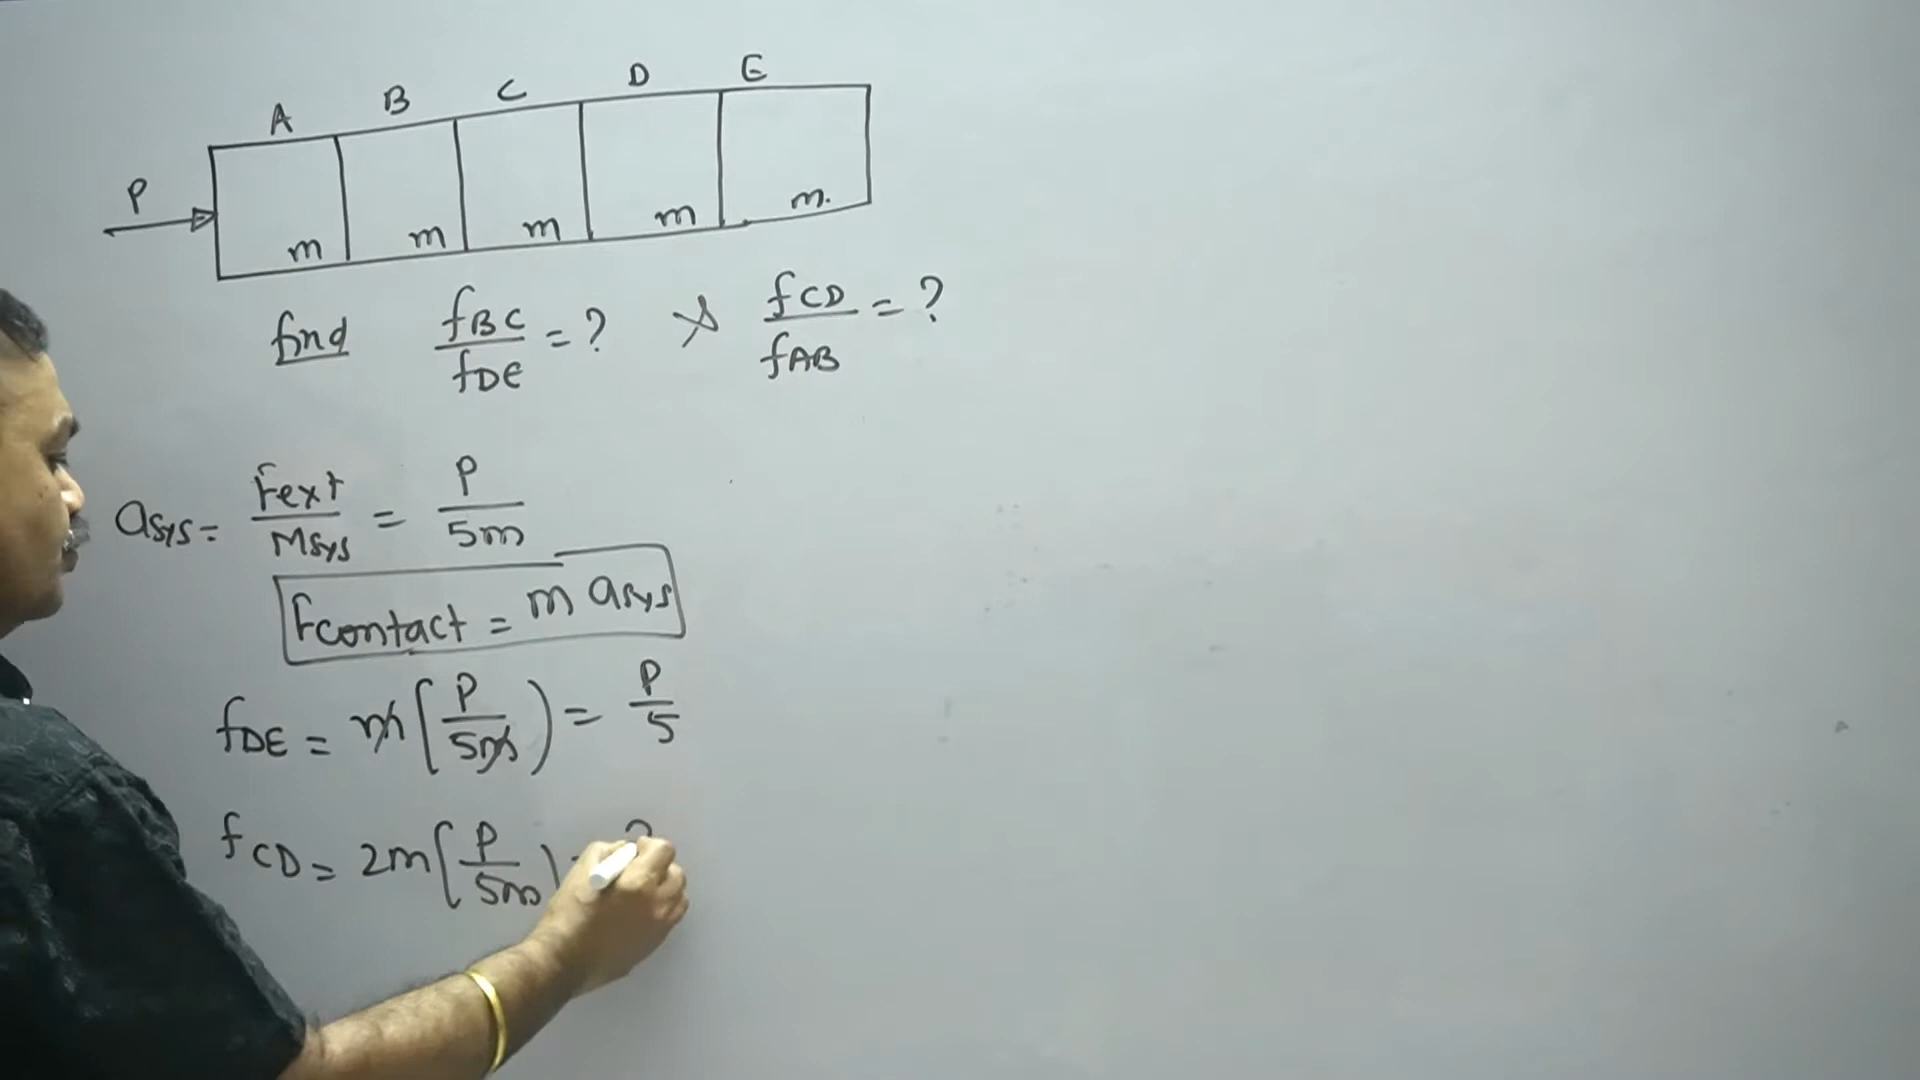 A B C D E
P
m m m m m.
find fBC/fDE = ? & fCD/fAB = ?
asys = Fext/Msys = P/5m
Fcontact = m asys
fDE = m(P/5m) = P/5
fCD = 2m(P/5m)